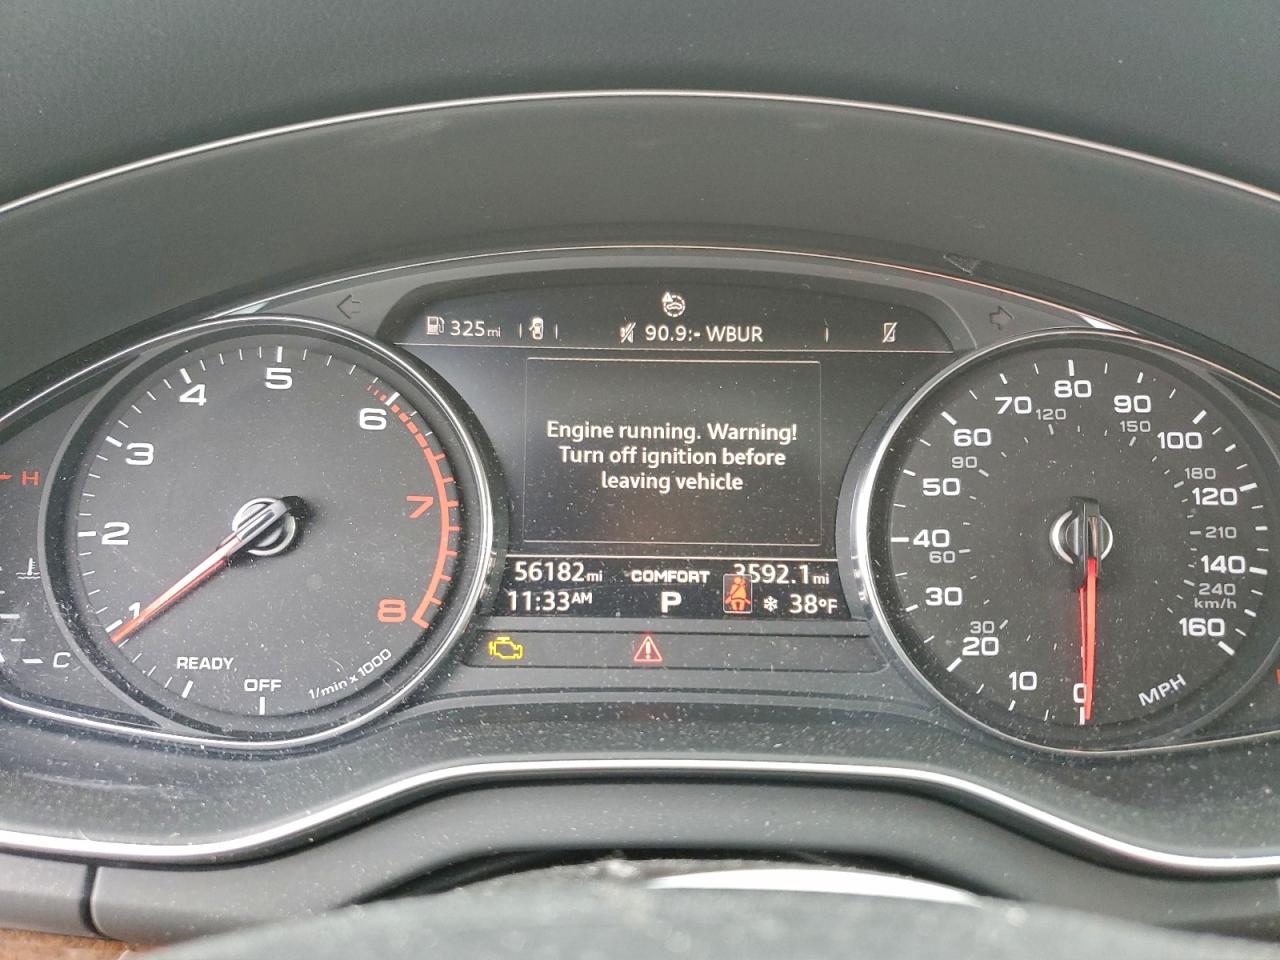 325mi
90.9:- WBUR
Engine running. Warning!
Turn off ignition before
leaving vehicle
56182mi COMFORT 3592.1mi
11:33AM P 38°F
H
C
1
2
3
4
5
6
7
8
READY
OFF
1/min x 1000
0
10
20
30
40
50
60
70
80
90
100
120
140
160
30
60
90
120
150
180
210
240
km/h
MPH